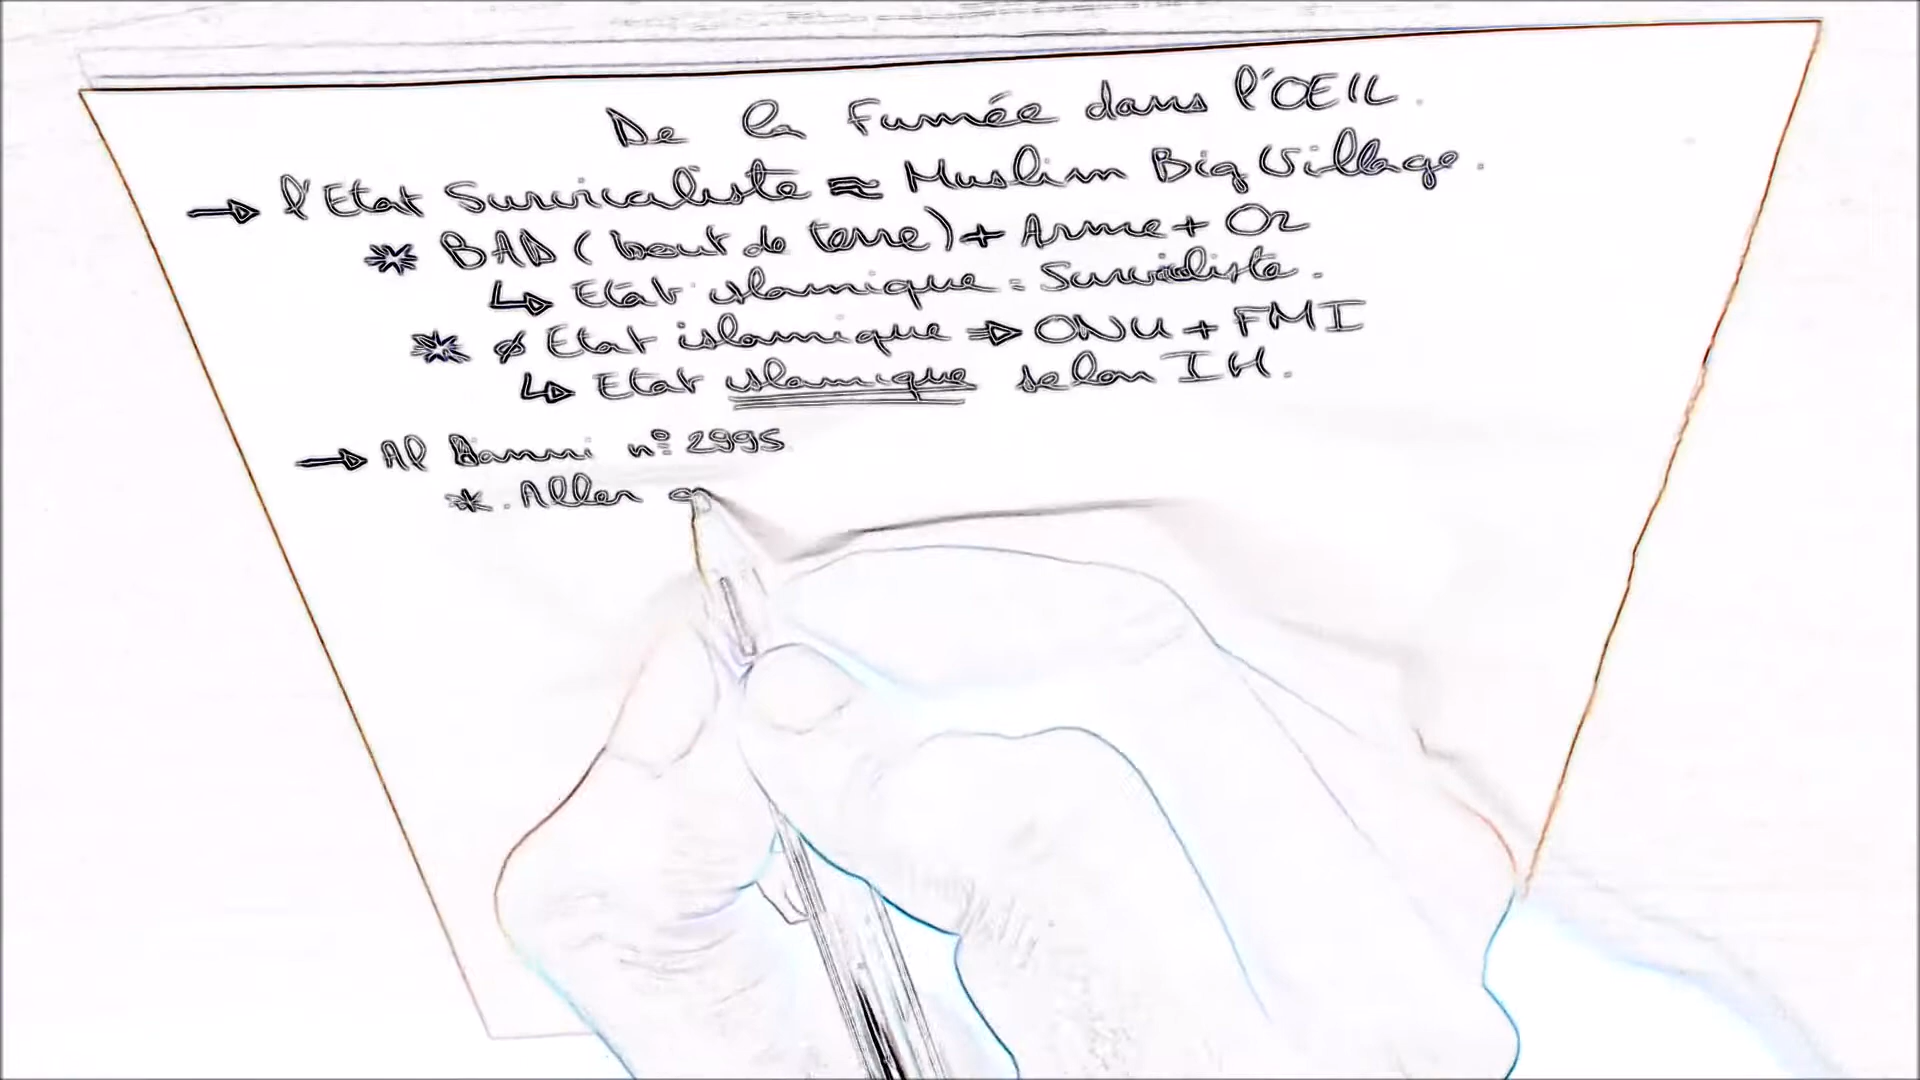 De la Fumée dans l'OEIL.
→ l'Etat Survivaliste ≈ Muslim Big Village.
* BAD (bout de terre) + Arme + Or
↳ Etat islamique = Survivaliste.
* ∅ Etat islamique ⇒ ONU + FMI
↳ Etat islamique selon IH.
→ Al Banni n° 2995
* . Aller